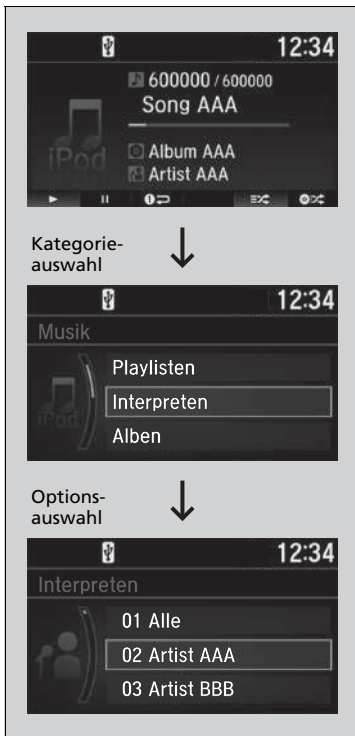 12:34
600000 / 600000
Song AAA
iPod
Album AAA
Artist AAA
Kategorie-
auswahl
12:34
Musik
Playlisten
iPod
Interpreten
Alben
Options-
auswahl
12:34
Interpreten
01 Alle
02 Artist AAA
03 Artist BBB